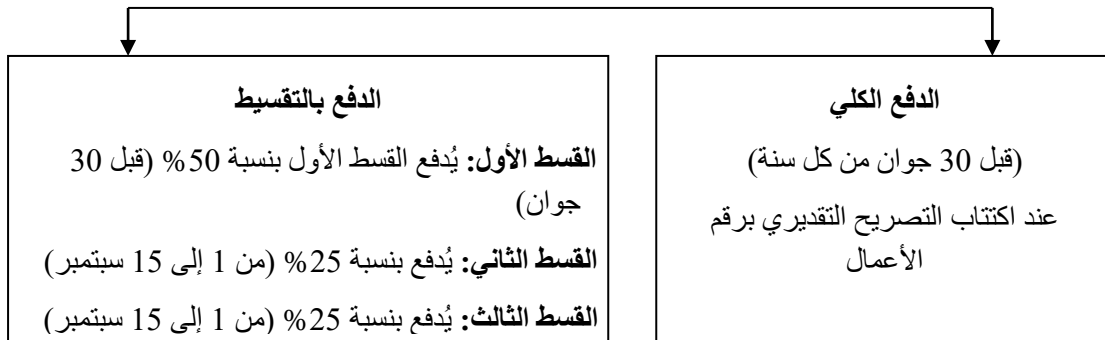 الدفع الكلي
(قبل 30 جوان من كل سنة)
عند اكتتاب التصريح التقديري برقم
الأعمال
الدفع بالتقسيط
القسط الأول: يُدفع القسط الأول بنسبة 50% (قبل 30
جوان)
القسط الثاني: يُدفع بنسبة 25% (من 1 إلى 15 سبتمبر)
القسط الثالث: يُدفع بنسبة 25% (من 1 إلى 15 سبتمبر)